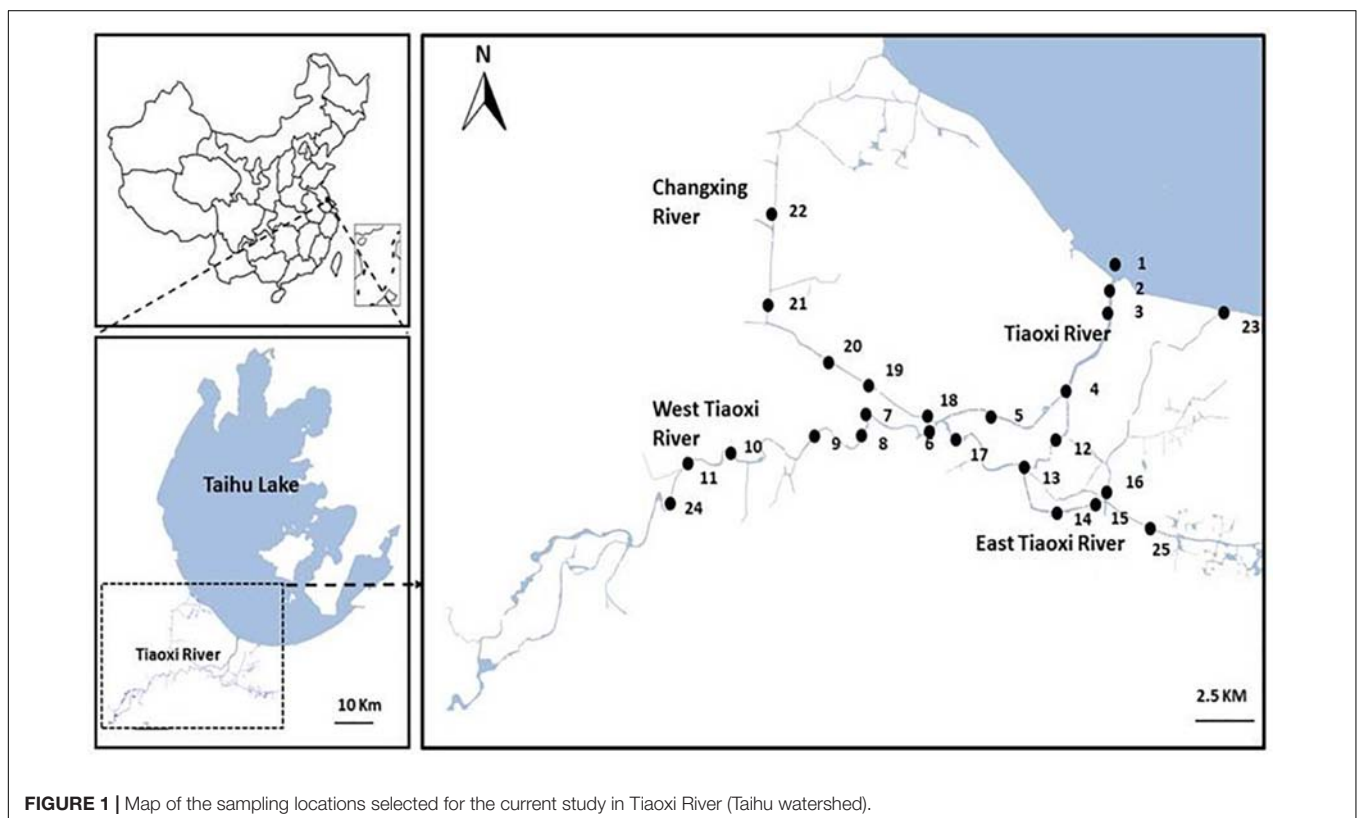 N
Changxing
River
22
1
2
3
21
Tiaoxi River
23
20
19
4
West Tiaoxi
River
18
7
5
10
9
8
6
17
12
11
13
16
24
14
15
East Tiaoxi River
25
2.5 KM
Taihu Lake
Tiaoxi River
10 Km
FIGURE 1 | Map of the sampling locations selected for the current study in Tiaoxi River (Taihu watershed).